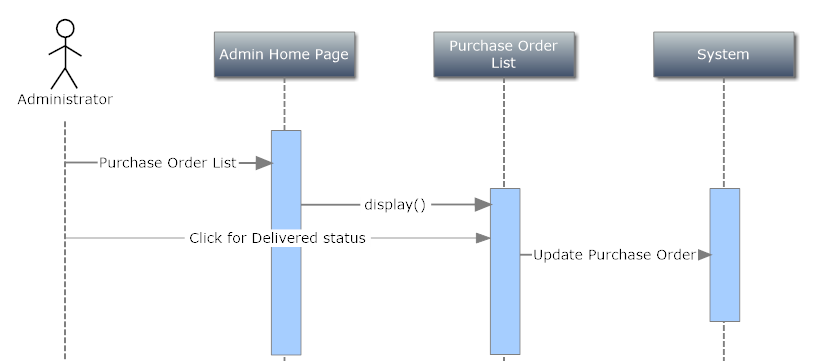 Admin Home Page
Purchase Order
List
System
Administrator
Purchase Order List
display()
Click for Delivered status
Update Purchase Order